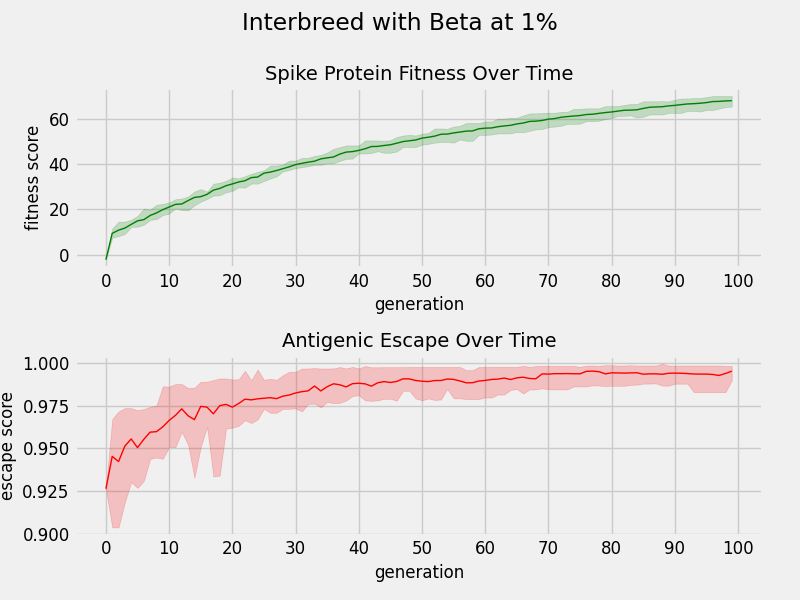 Interbreed with Beta at 1%
Spike Protein Fitness Over Time
fitness score
60
40
20
0
0 10 20 30 40 50 60 70 80 90 100
generation
Antigenic Escape Over Time
escape score
1.000
0.975
0.950
0.925
0.900
0 10 20 30 40 50 60 70 80 90 100
generation